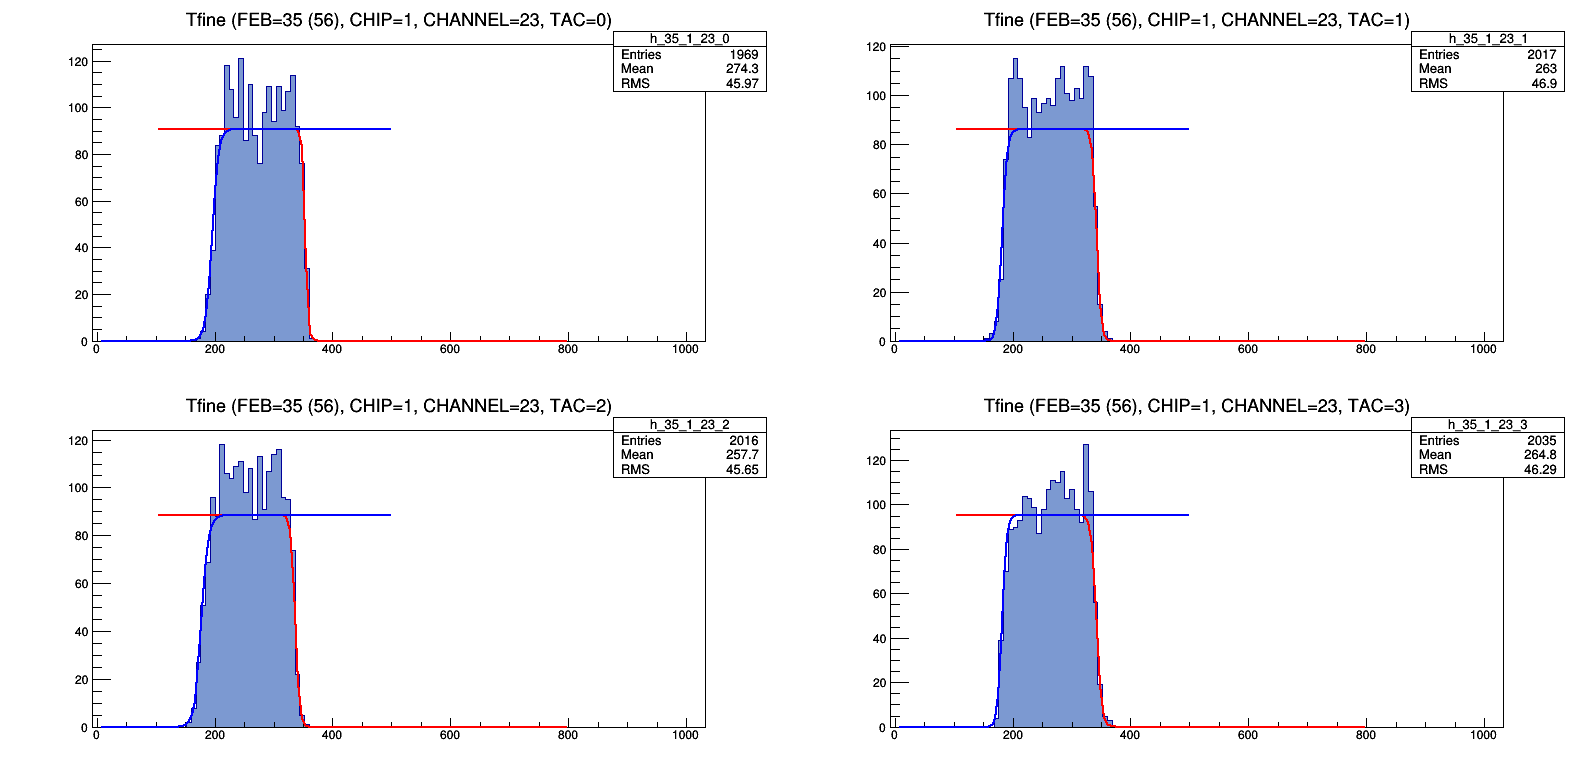 Tfine (FEB=35 (56), CHIP=1, CHANNEL=23, TAC=0)
h_35_1_23_0
Entries 1969
Mean 274.3
RMS 45.97
120
100
80
60
40
20
0
0 200 400 600 800 1000
Tfine (FEB=35 (56), CHIP=1, CHANNEL=23, TAC=1)
h_35_1_23_1
Entries 2017
Mean 263
RMS 46.9
120
100
80
60
40
20
0
0 200 400 600 800 1000
Tfine (FEB=35 (56), CHIP=1, CHANNEL=23, TAC=2)
h_35_1_23_2
Entries 2016
Mean 257.7
RMS 45.65
120
100
80
60
40
20
0
0 200 400 600 800 1000
Tfine (FEB=35 (56), CHIP=1, CHANNEL=23, TAC=3)
h_35_1_23_3
Entries 2035
Mean 264.8
RMS 46.29
120
100
80
60
40
20
0
0 200 400 600 800 1000